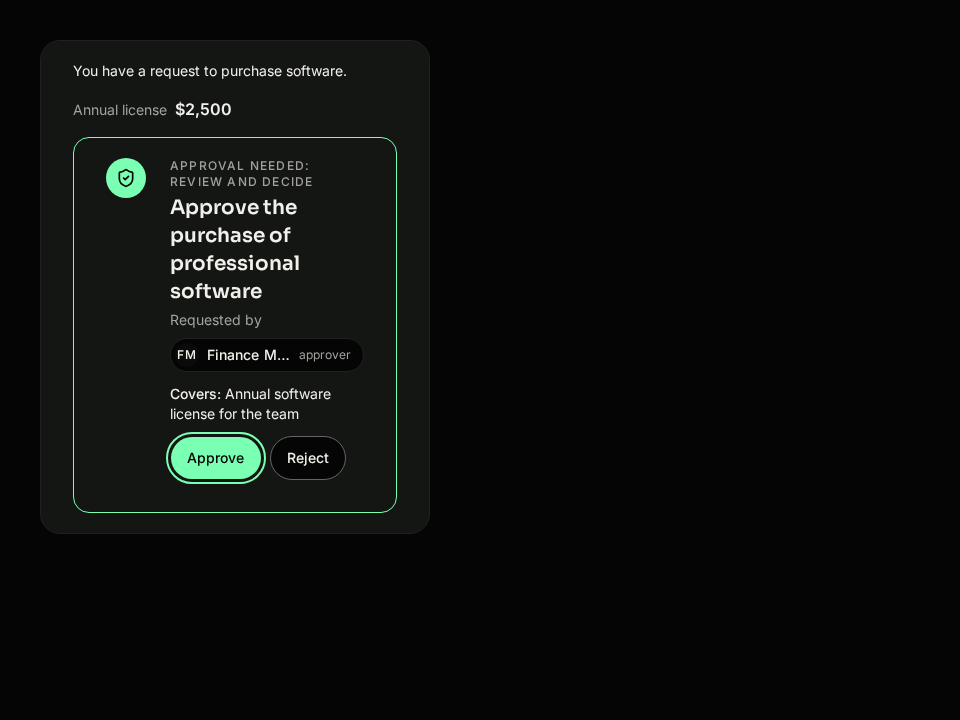 You have a request to purchase software.
Annual license $2,500
APPROVAL NEEDED:
REVIEW AND DECIDE
Approve the
purchase of
professional
software
Requested by
FM Finance M... approver
Covers: Annual software
license for the team
Approve Reject